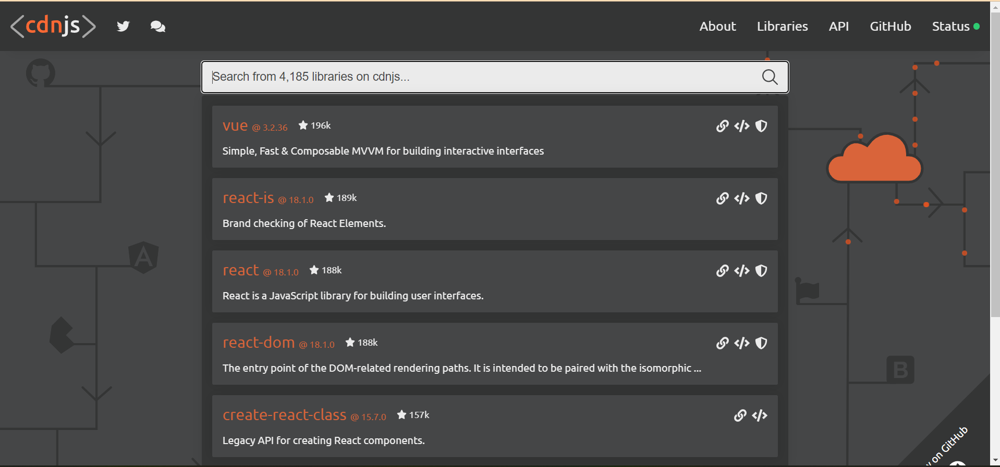 <cdnjs>
About Libraries API GitHub Status
Search from 4,185 libraries on cdnjs...
vue @ 3.2.36 196k
Simple, Fast & Composable MVVM for building interactive interfaces
react-is @ 18.1.0 189k
Brand checking of React Elements.
react @ 18.1.0 188k
React is a JavaScript library for building user interfaces.
react-dom @ 18.1.0 188k
The entry point of the DOM-related rendering paths. It is intended to be paired with the isomorphic ...
create-react-class @ 15.7.0 157k
Legacy API for creating React components.
A
B
on GitHub